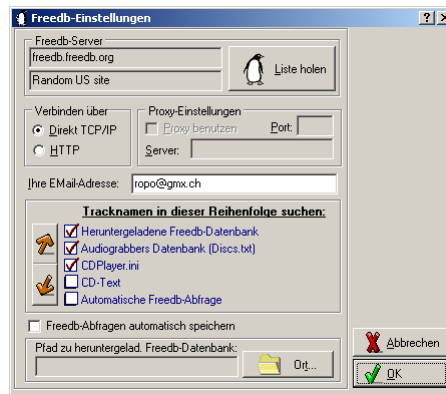 Freedb-Einstellungen
Freedb-Server
freedb.freedb.org
Random US site
Liste holen
Verbinden über
Direkt TCP/IP
HTTP
Proxy-Einstellungen
Proxy benutzen Port:
Server:
Ihre EMail-Adresse: ropo@gmx.ch
Tracknamen in dieser Reihenfolge suchen:
Heruntergeladene Freedb-Datenbank
Audiograbbers Datenbank (Discs.txt)
CDPlayer.ini
CD-Text
Automatische Freedb-Abfrage
Freedb-Abfragen automatisch speichern
Pfad zu heruntergelad. Freedb-Datenbank:
Ort...
Abbrechen
OK